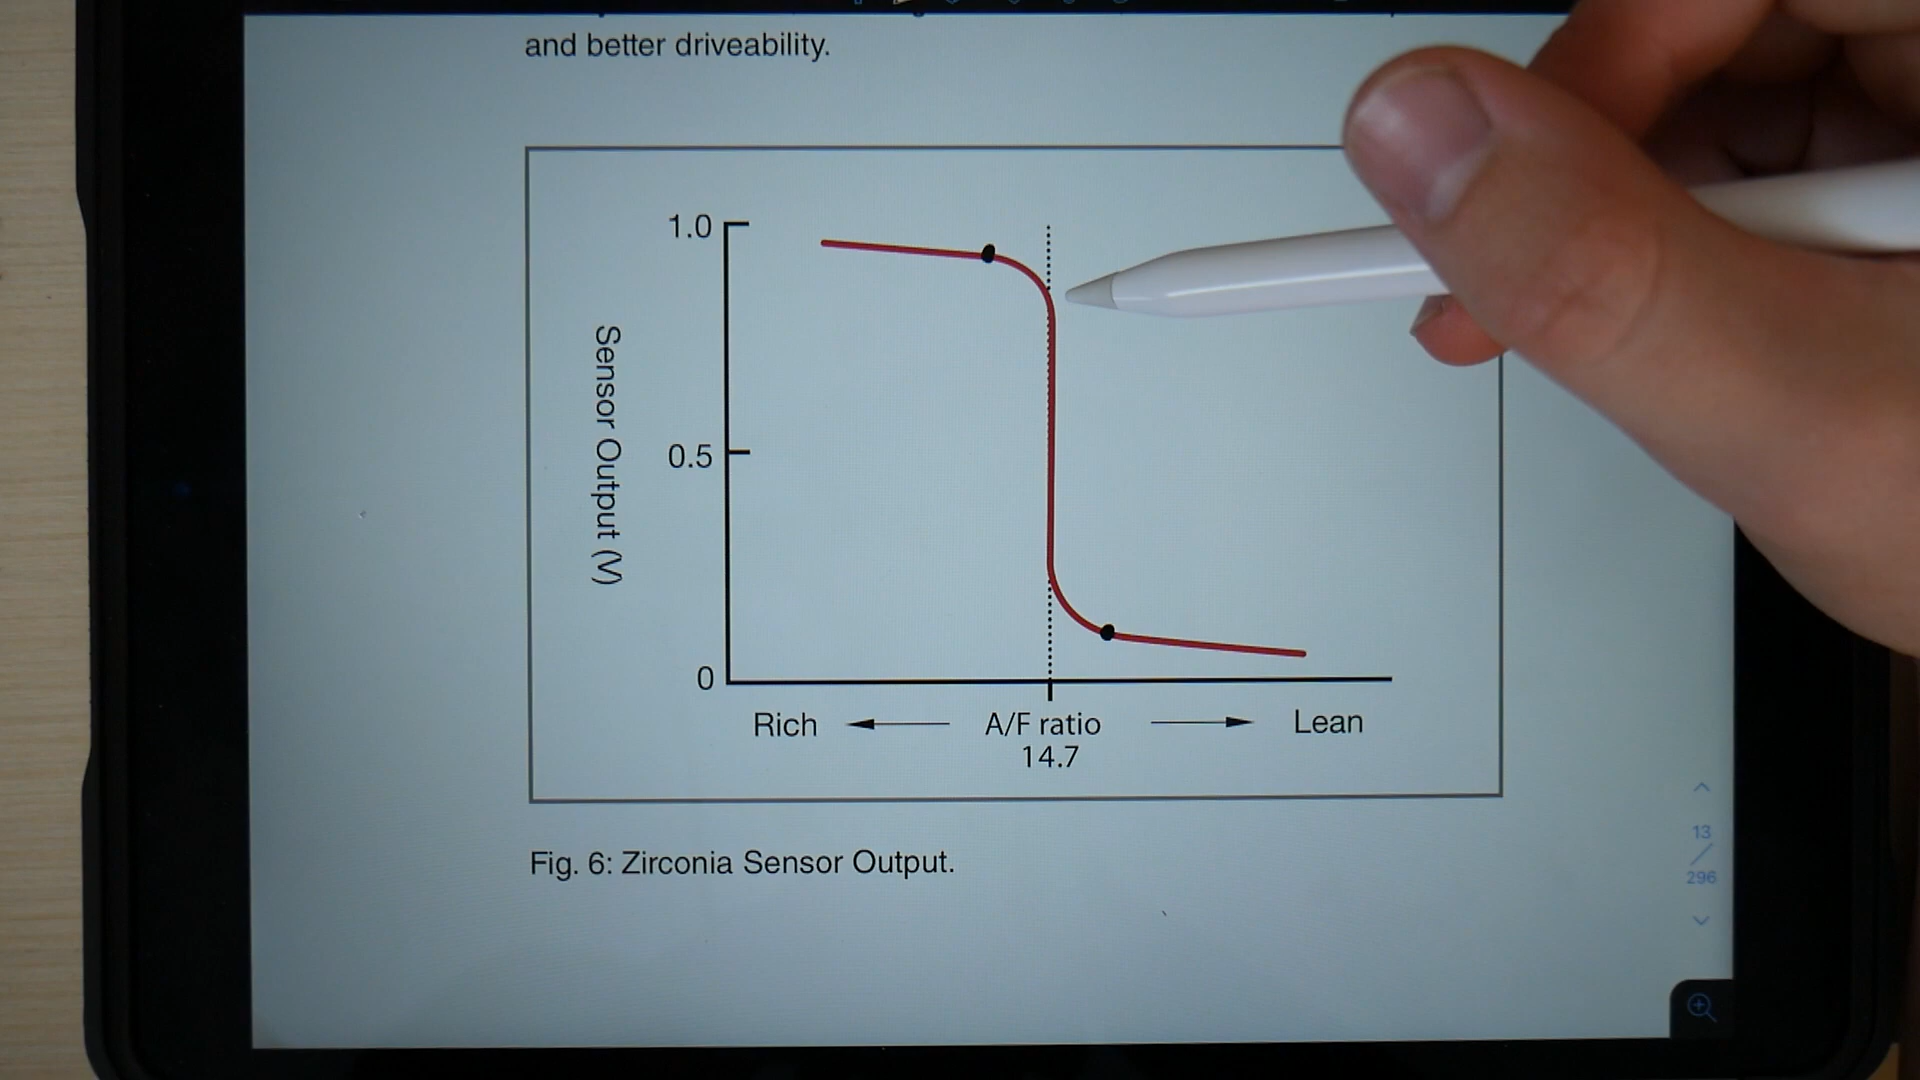 and better driveability.
1.0
0.5
0
Sensor Output (V)
Rich
A/F ratio
Lean
14.7
Fig. 6: Zirconia Sensor Output.
13
296